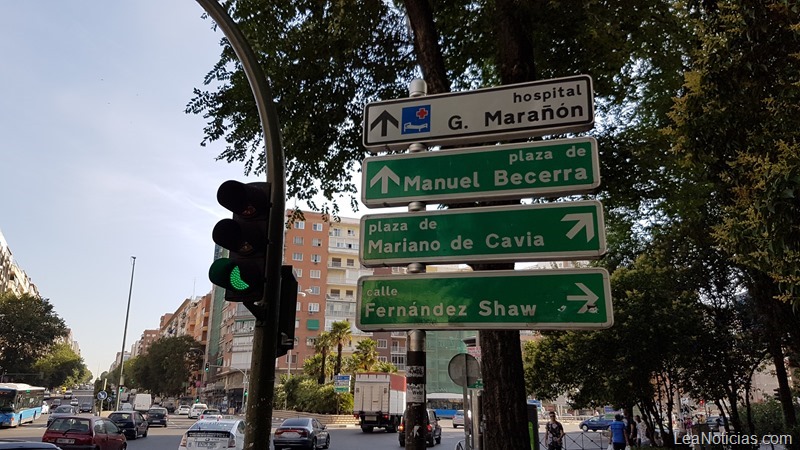 hospital
G. Marañón
plaza de
Manuel Becerra
plaza de
Mariano de Cavia
calle
Fernández Shaw
LeaNoticias.com